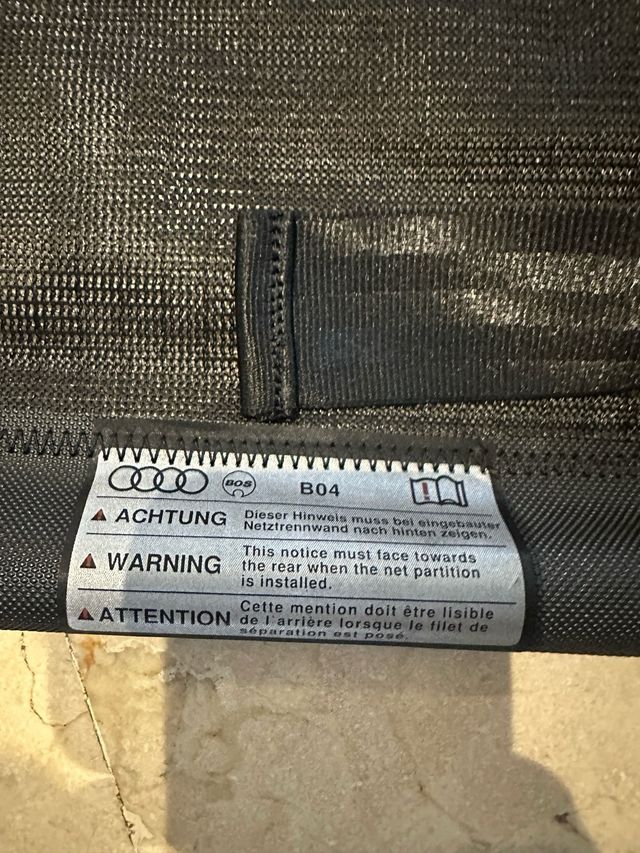 BOS B04
ACHTUNG Dieser Hinweis muss bei eingebauter
Netztrennwand nach hinten zeigen.
WARNING This notice must face towards
the rear when the net partition
is installed.
ATTENTION Cette mention doit être lisible
de l'arrière lorsque le filet de
séparation est posé.